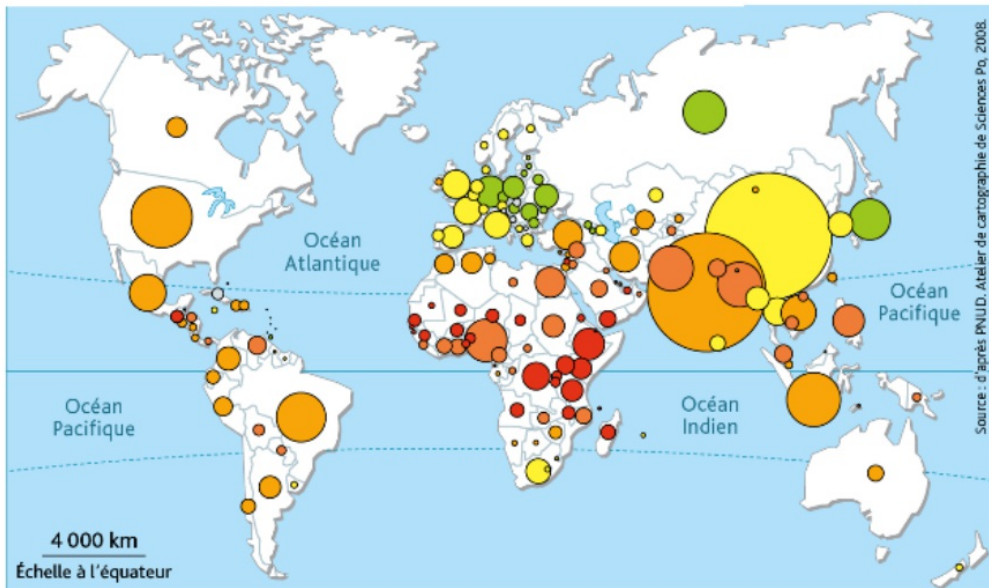 Océan
Atlantique
Océan
Pacifique
Océan
Pacifique
Océan
Indien
4 000 km
Échelle à l'équateur
Source : d'après PNUD. Atelier de cartographie de Sciences Po, 2008.